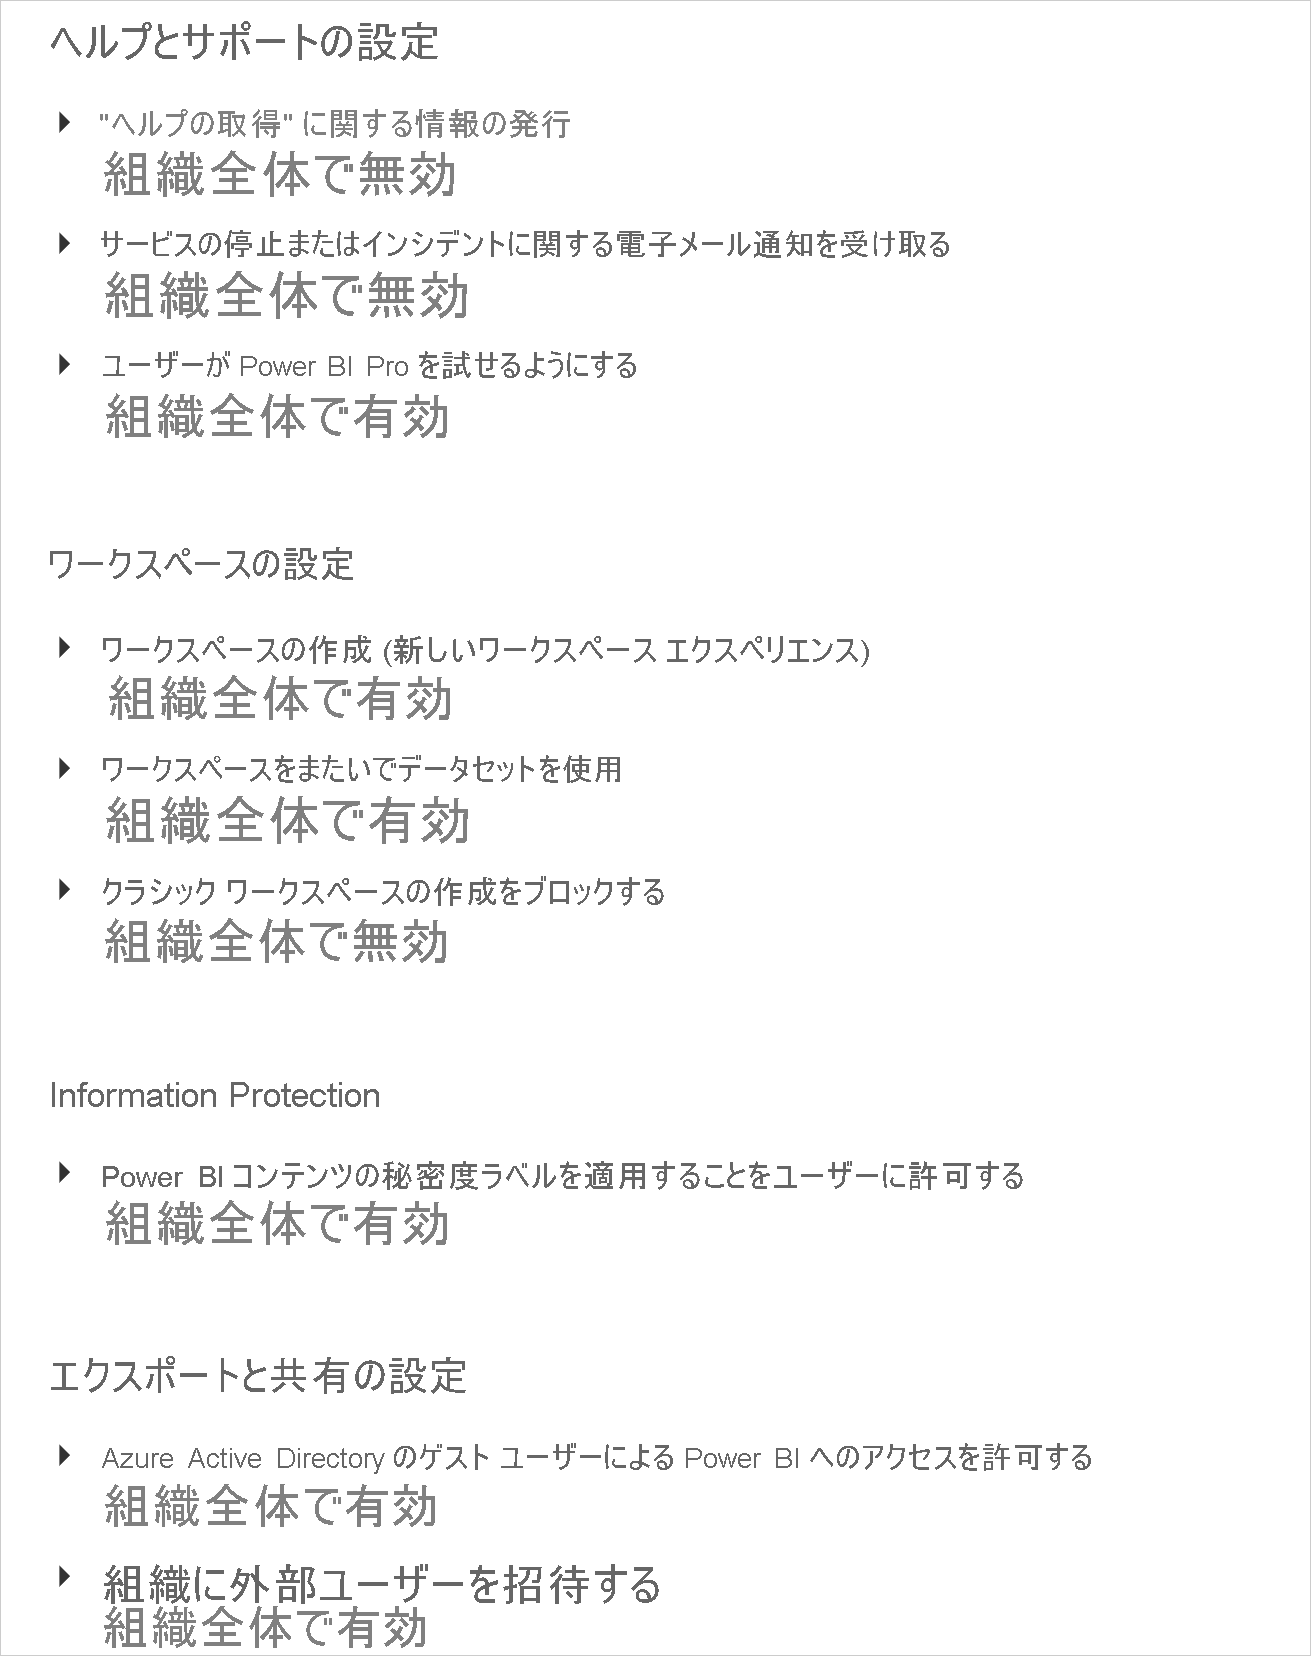 ヘルプとサポートの設定
"ヘルプの取得" に関する情報の発行
組織全体で無効
サービスの停止またはインシデントに関する電子メール通知を受け取る
組織全体で無効
ユーザーが Power BI Pro を試せるようにする
組織全体で有効
ワークスペースの設定
ワークスペースの作成 (新しいワークスペース エクスペリエンス)
組織全体で有効
ワークスペースをまたいでデータセットを使用
組織全体で有効
クラシック ワークスペースの作成をブロックする
組織全体で無効
Information Protection
Power BI コンテンツの秘密度ラベルを適用することをユーザーに許可する
組織全体で有効
エクスポートと共有の設定
Azure Active Directory のゲスト ユーザーによる Power BI へのアクセスを許可する
組織全体で有効
組織に外部ユーザーを招待する
組織全体で有効